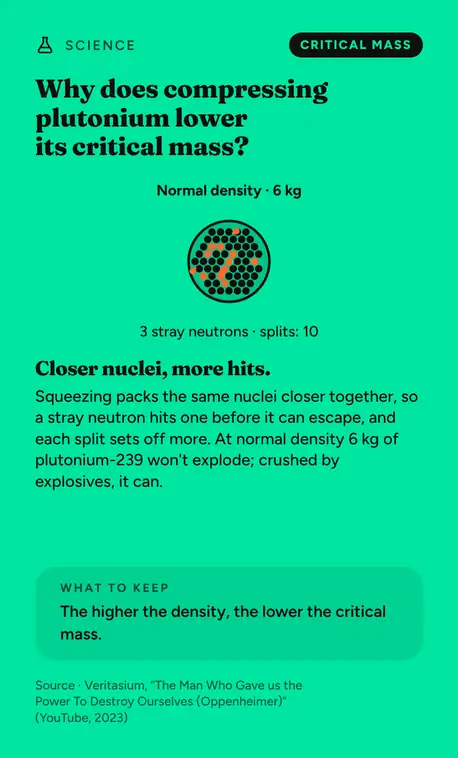 SCIENCE
CRITICAL MASS
Why does compressing
plutonium lower
its critical mass?
Normal density · 6 kg
3 stray neutrons · splits: 10
Closer nuclei, more hits.
Squeezing packs the same nuclei closer together, so
a stray neutron hits one before it can escape, and
each split sets off more. At normal density 6 kg of
plutonium-239 won't explode; crushed by
explosives, it can.
WHAT TO KEEP
The higher the density, the lower the critical
mass.
Source · Veritasium, "The Man Who Gave us the
Power To Destroy Ourselves (Oppenheimer)"
(YouTube, 2023)